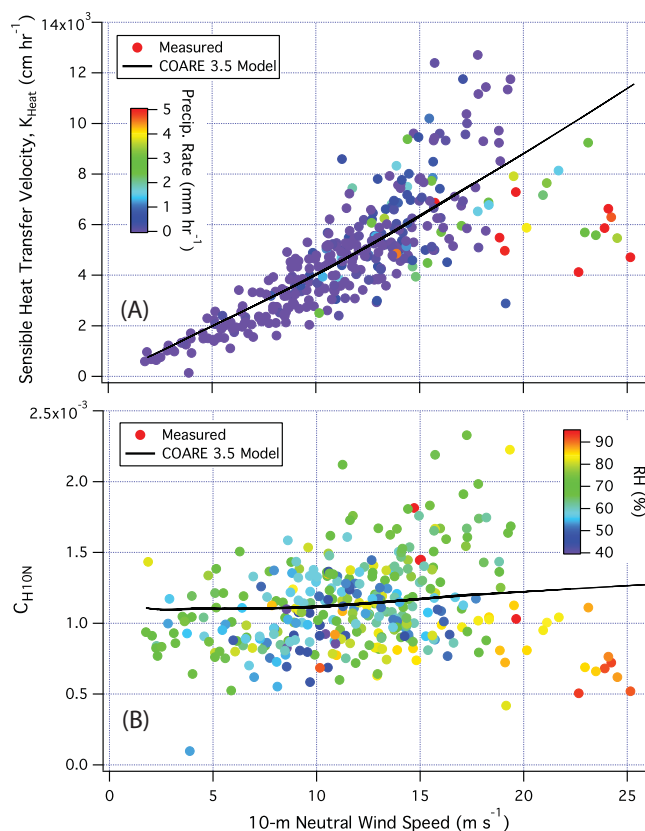 14x10³
12
10
8
6
4
2
0
Sensible Heat Transfer Velocity, K_Heat (cm hr⁻¹)
Measured
COARE 3.5 Model
Precip. Rate (mm hr⁻¹)
5
4
3
2
1
0
(A)
2.5x10⁻³
2.0
1.5
1.0
0.5
0.0
C_H10N
Measured
COARE 3.5 Model
RH (%)
90
80
70
60
50
40
(B)
0 5 10 15 20 25
10-m Neutral Wind Speed (m s⁻¹)